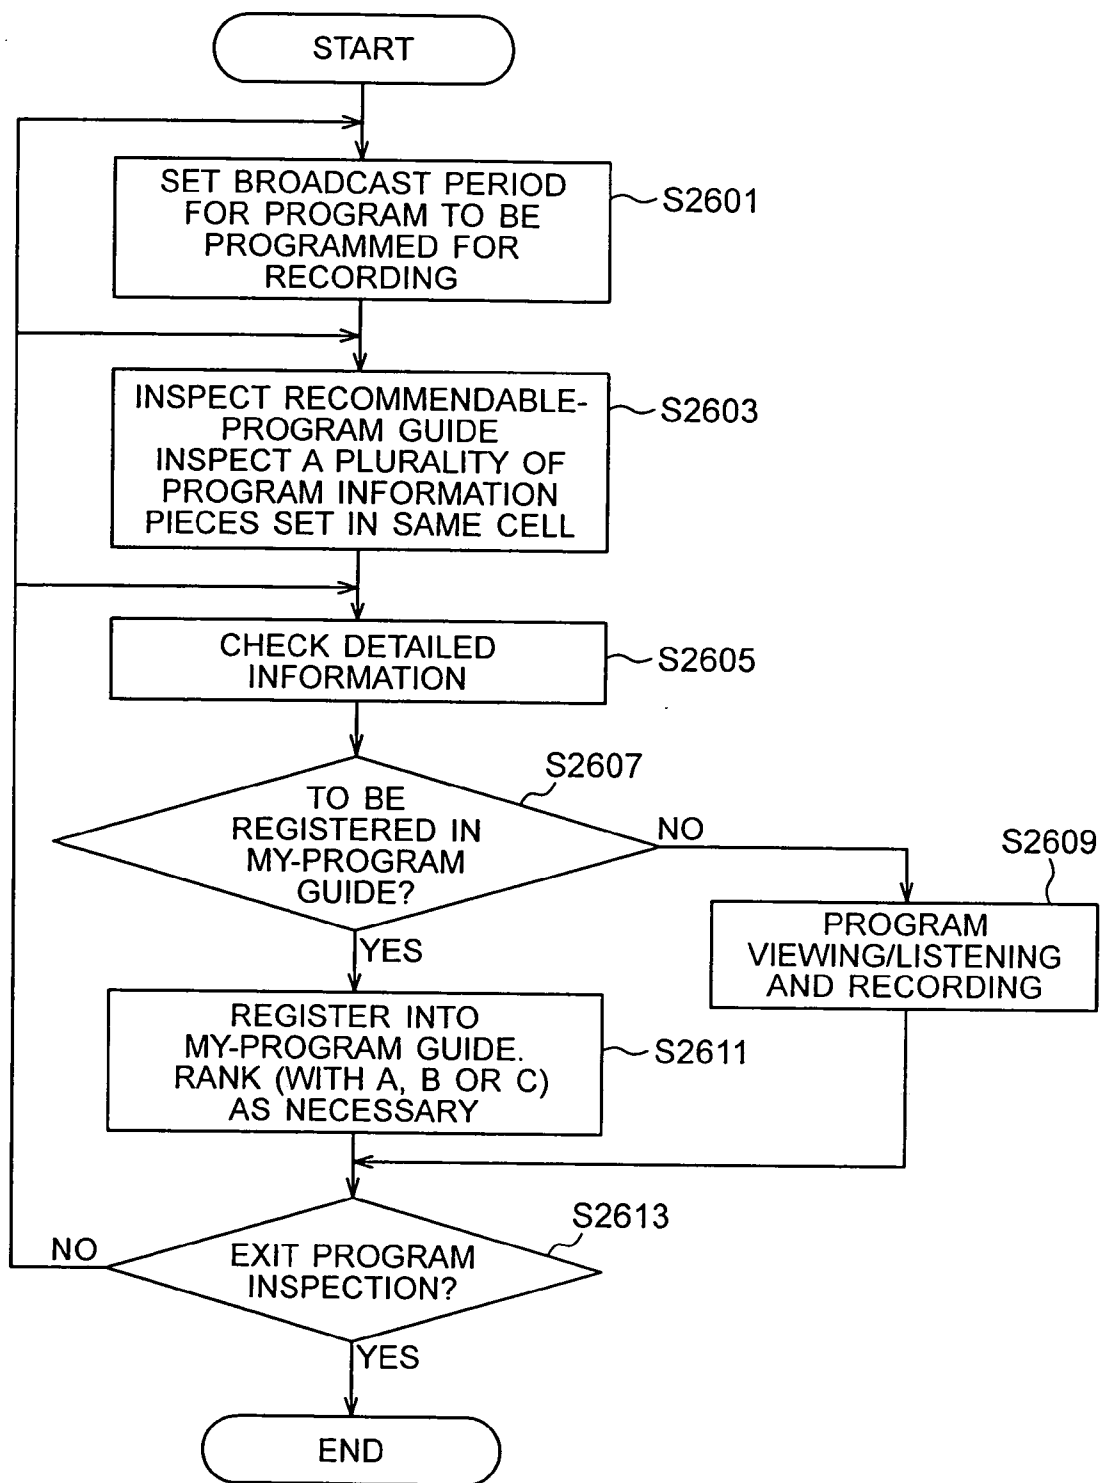 START
SET BROADCAST PERIOD
FOR PROGRAM TO BE
PROGRAMMED FOR
RECORDING
S2601
INSPECT RECOMMENDABLE-
PROGRAM GUIDE
INSPECT A PLURALITY OF
PROGRAM INFORMATION
PIECES SET IN SAME CELL
S2603
CHECK DETAILED
INFORMATION
S2605
S2607
TO BE
REGISTERED IN
MY-PROGRAM
GUIDE?
NO
YES
S2609
PROGRAM
VIEWING/LISTENING
AND RECORDING
REGISTER INTO
MY-PROGRAM GUIDE.
RANK (WITH A, B OR C)
AS NECESSARY
S2611
S2613
EXIT PROGRAM
INSPECTION?
NO
YES
END